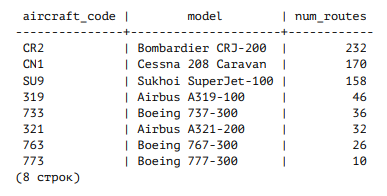 aircraft_code | model | num_routes
---------------+---------------------+------------
CR2 | Bombardier CRJ-200 | 232
CN1 | Cessna 208 Caravan | 170
SU9 | Sukhoi SuperJet-100 | 158
319 | Airbus A319-100 | 46
733 | Boeing 737-300 | 36
321 | Airbus A321-200 | 32
763 | Boeing 767-300 | 26
773 | Boeing 777-300 | 10
(8 строк)